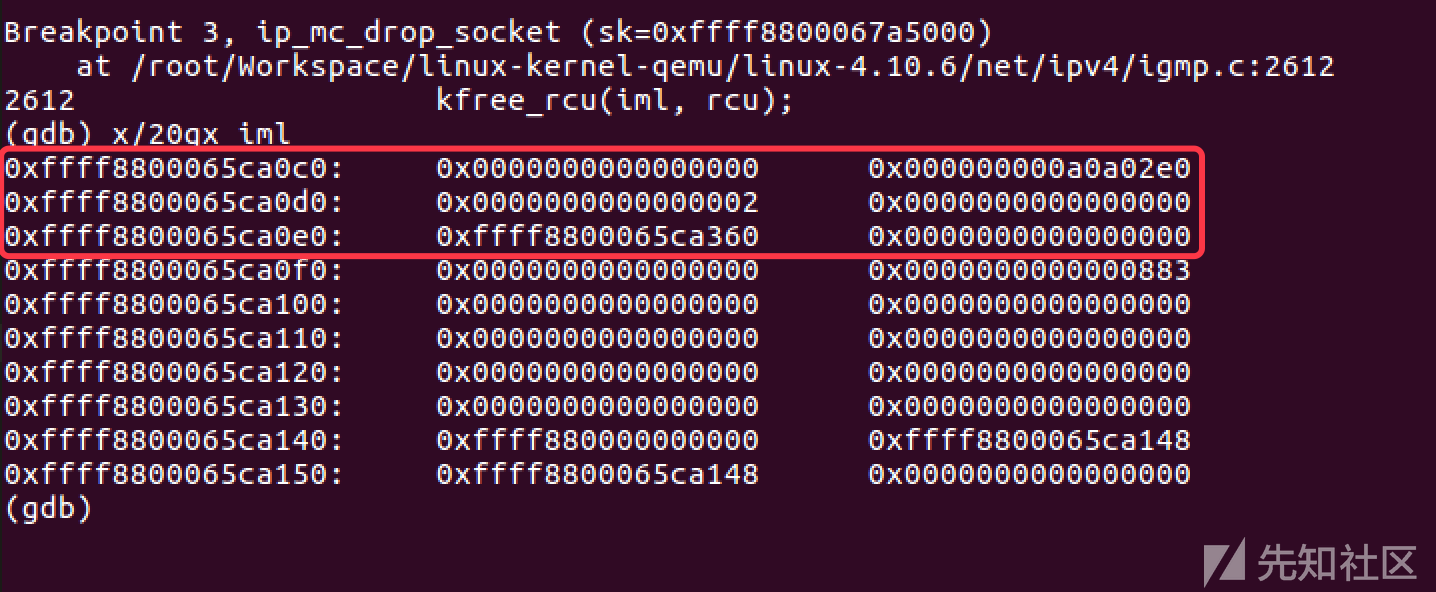 Breakpoint 3, ip_mc_drop_socket (sk=0xffff8800067a5000)
    at /root/Workspace/linux-kernel-qemu/linux-4.10.6/net/ipv4/igmp.c:2612
2612                    kfree_rcu(iml, rcu);
(gdb) x/20gx iml
0xffff8800065ca0c0:     0x0000000000000000      0x000000000a0a02e0
0xffff8800065ca0d0:     0x0000000000000002      0x0000000000000000
0xffff8800065ca0e0:     0xffff8800065ca360      0x0000000000000000
0xffff8800065ca0f0:     0x0000000000000000      0x0000000000000883
0xffff8800065ca100:     0x0000000000000000      0x0000000000000000
0xffff8800065ca110:     0x0000000000000000      0x0000000000000000
0xffff8800065ca120:     0x0000000000000000      0x0000000000000000
0xffff8800065ca130:     0x0000000000000000      0x0000000000000000
0xffff8800065ca140:     0xffff880000000000      0xffff8800065ca148
0xffff8800065ca150:     0xffff8800065ca148      0x0000000000000000
(gdb)
先知社区